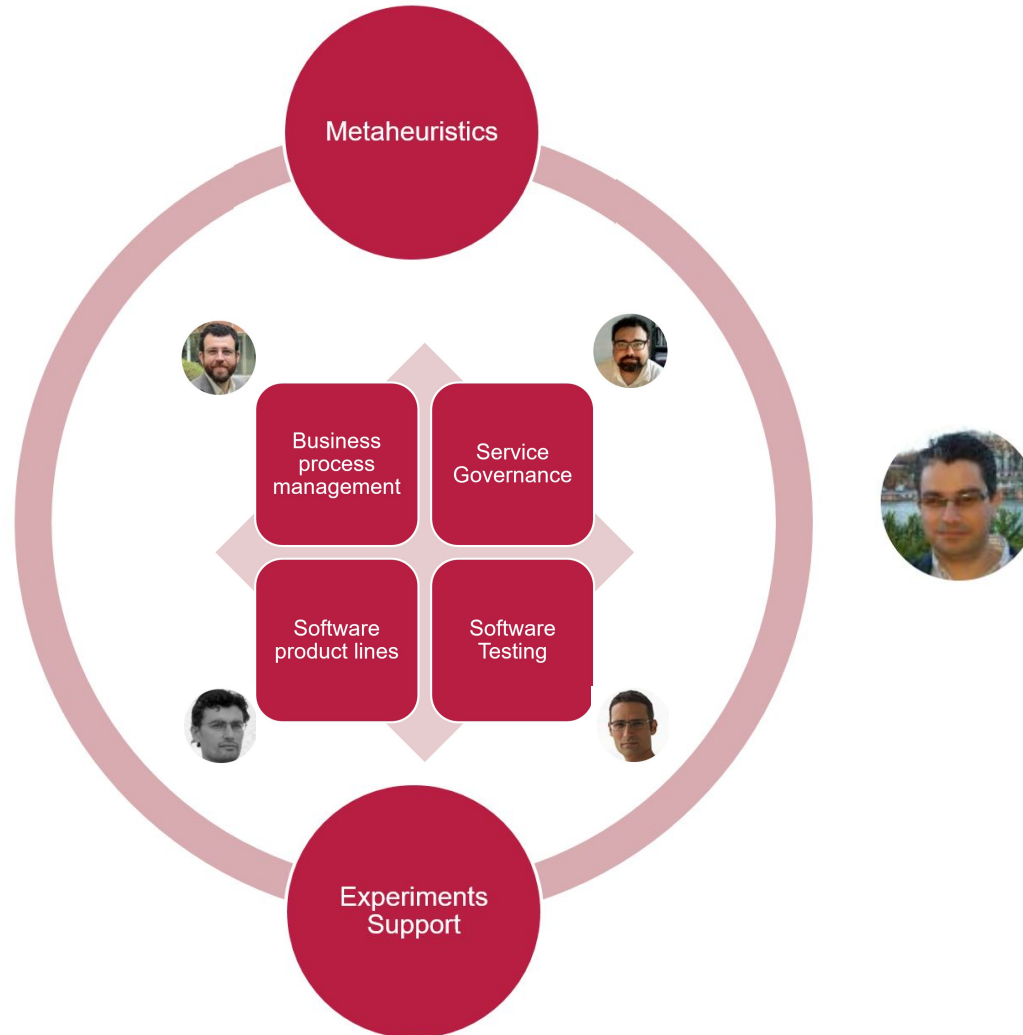 Metaheuristics
Business
process
management
Service
Governance
Software
product lines
Software
Testing
Experiments
Support